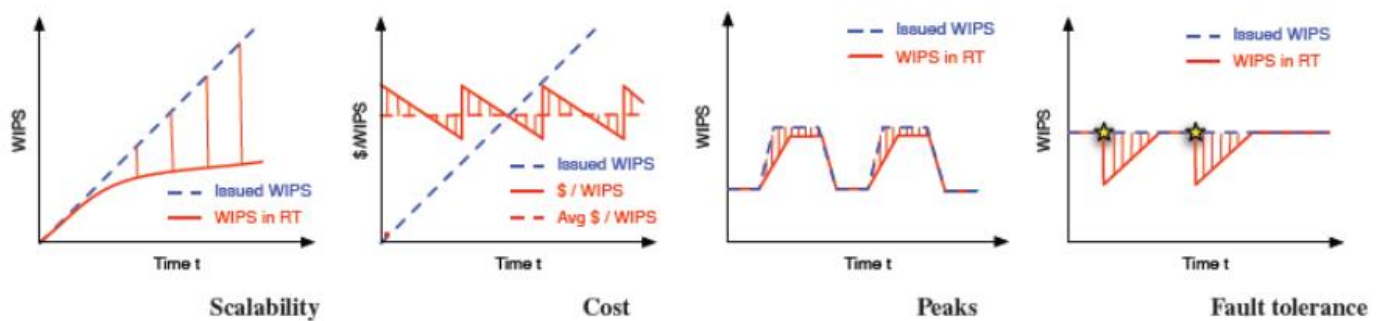 WIPS
Issued WIPS
WIPS in RT
Time t
Scalability
$/WIPS
Issued WIPS
$ / WIPS
Avg $ / WIPS
Time t
Cost
Issued WIPS
WIPS in RT
WIPS
Time t
Peaks
Issued WIPS
WIPS in RT
WIPS
Time t
Fault tolerance